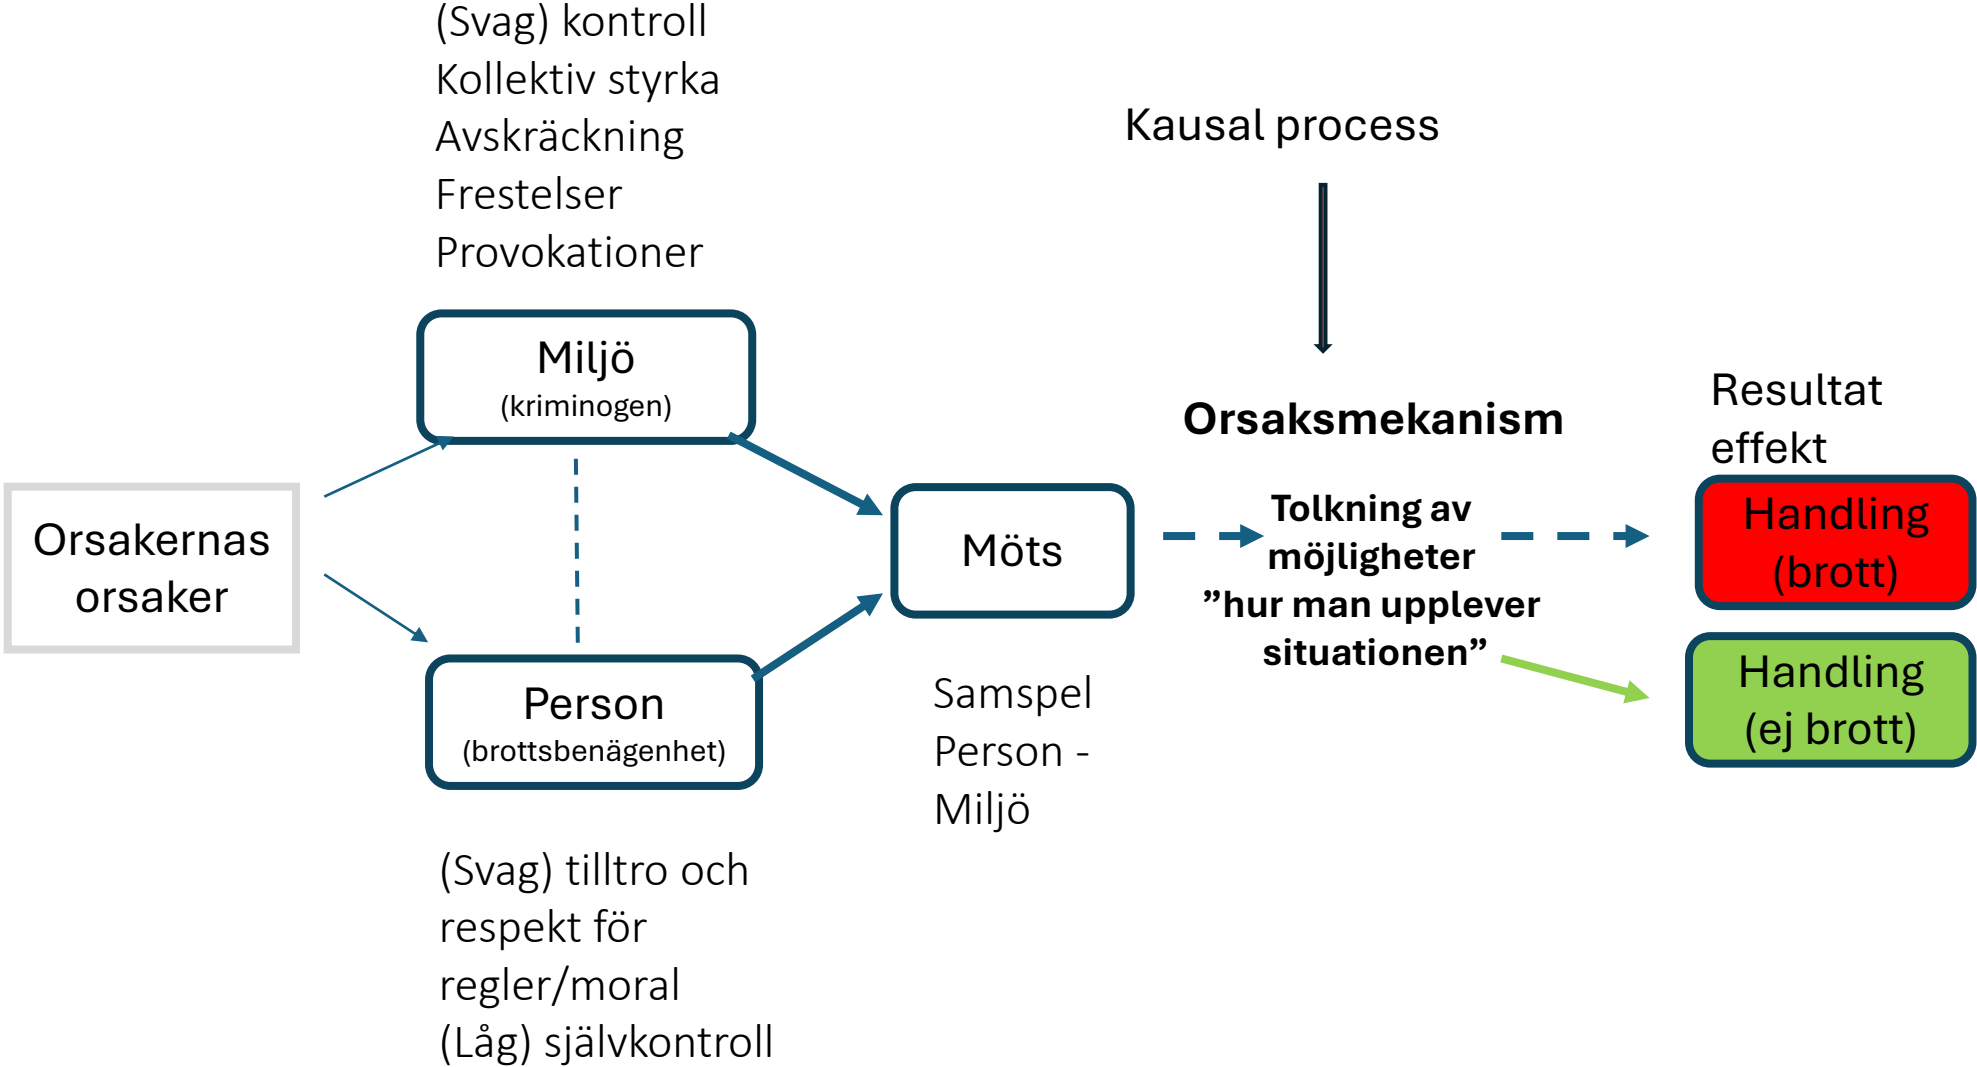 (Svag) kontroll
Kollektiv styrka
Avskräckning
Frestelser
Provokationer
Kausal process
Miljö
(kriminogen)
Orsaksmekanism
Resultat
effekt
Orsakernas
orsaker
Möts
Tolkning av
möjligheter
”hur man upplever
situationen”
Handling
(brott)
Handling
(ej brott)
Person
(brottsbenägenhet)
Samspel
Person -
Miljö
(Svag) tilltro och
respekt för
regler/moral
(Låg) självkontroll